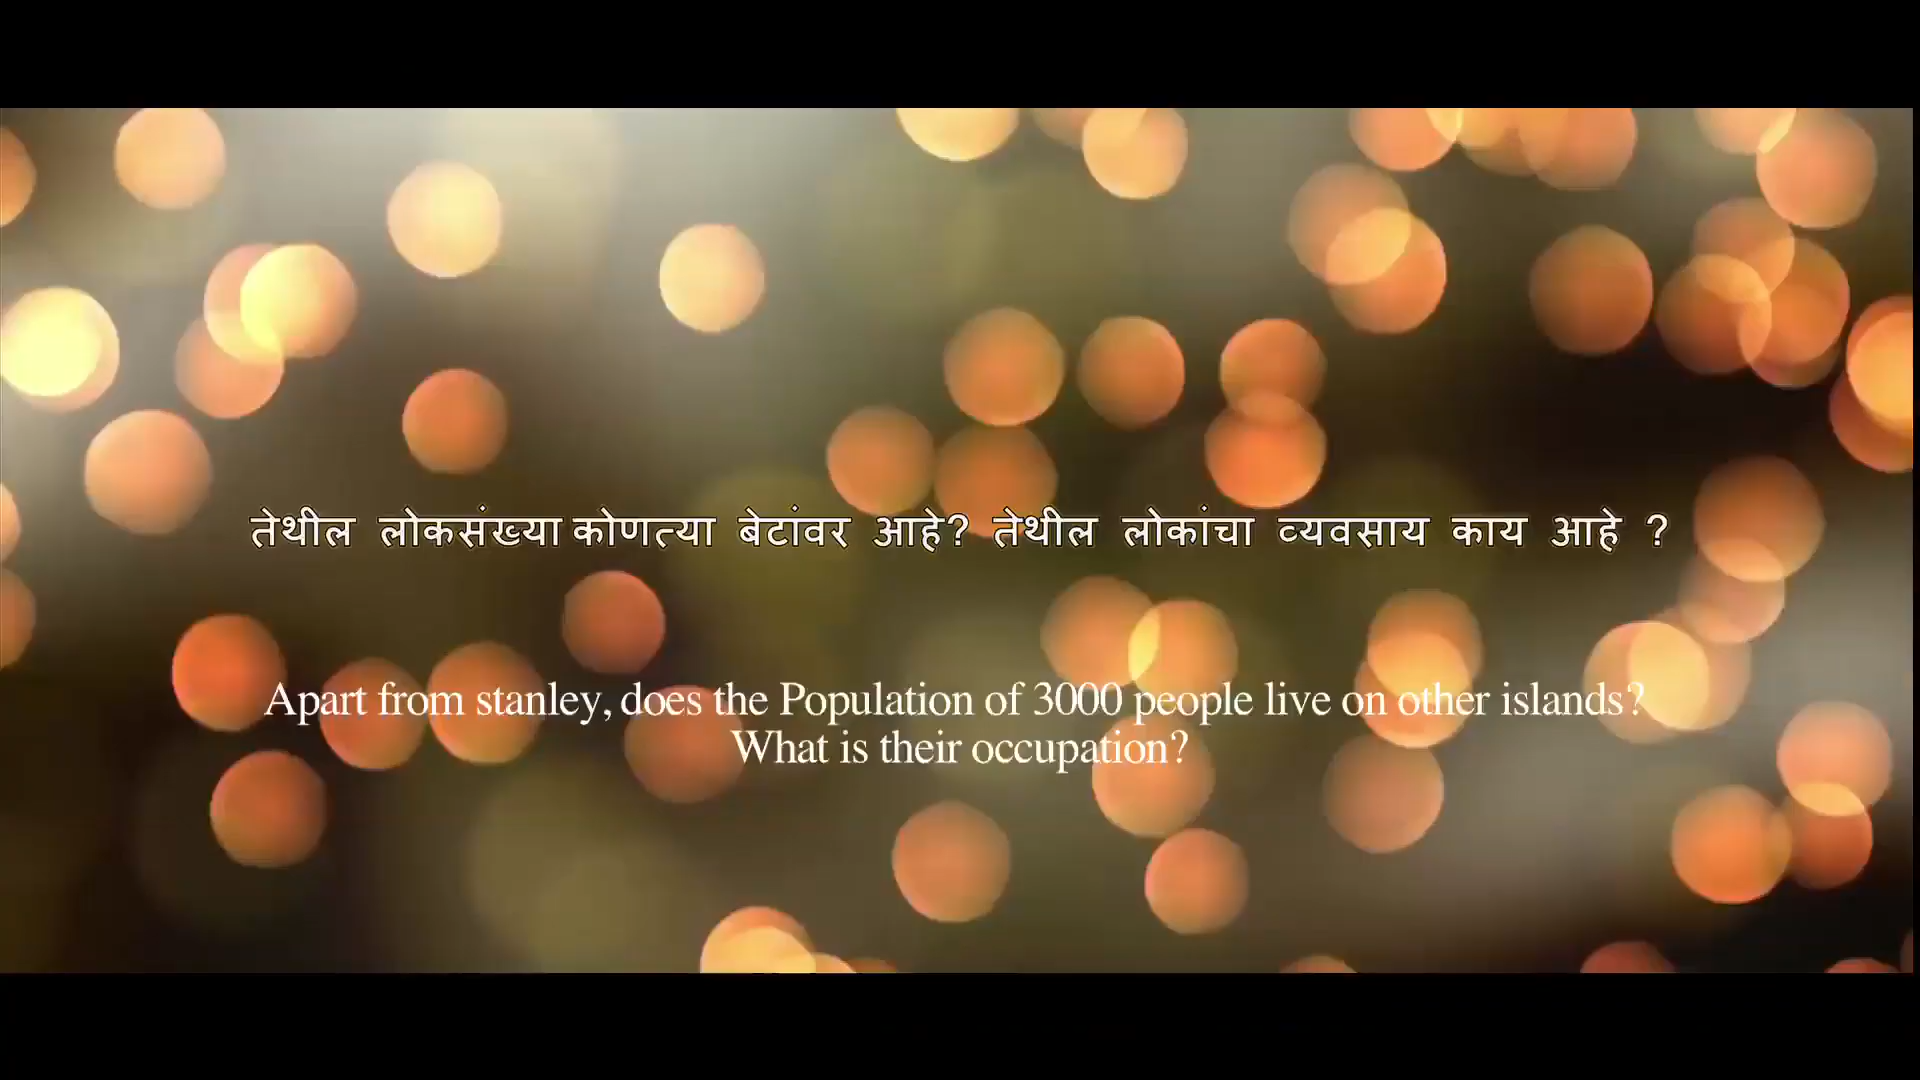 तेथील लोकसंख्या कोणत्या बेटांवर आहे? तेथील लोकांचा व्यवसाय काय आहे ?
Apart from stanley, does the Population of 3000 people live on other islands?
What is their occupation?